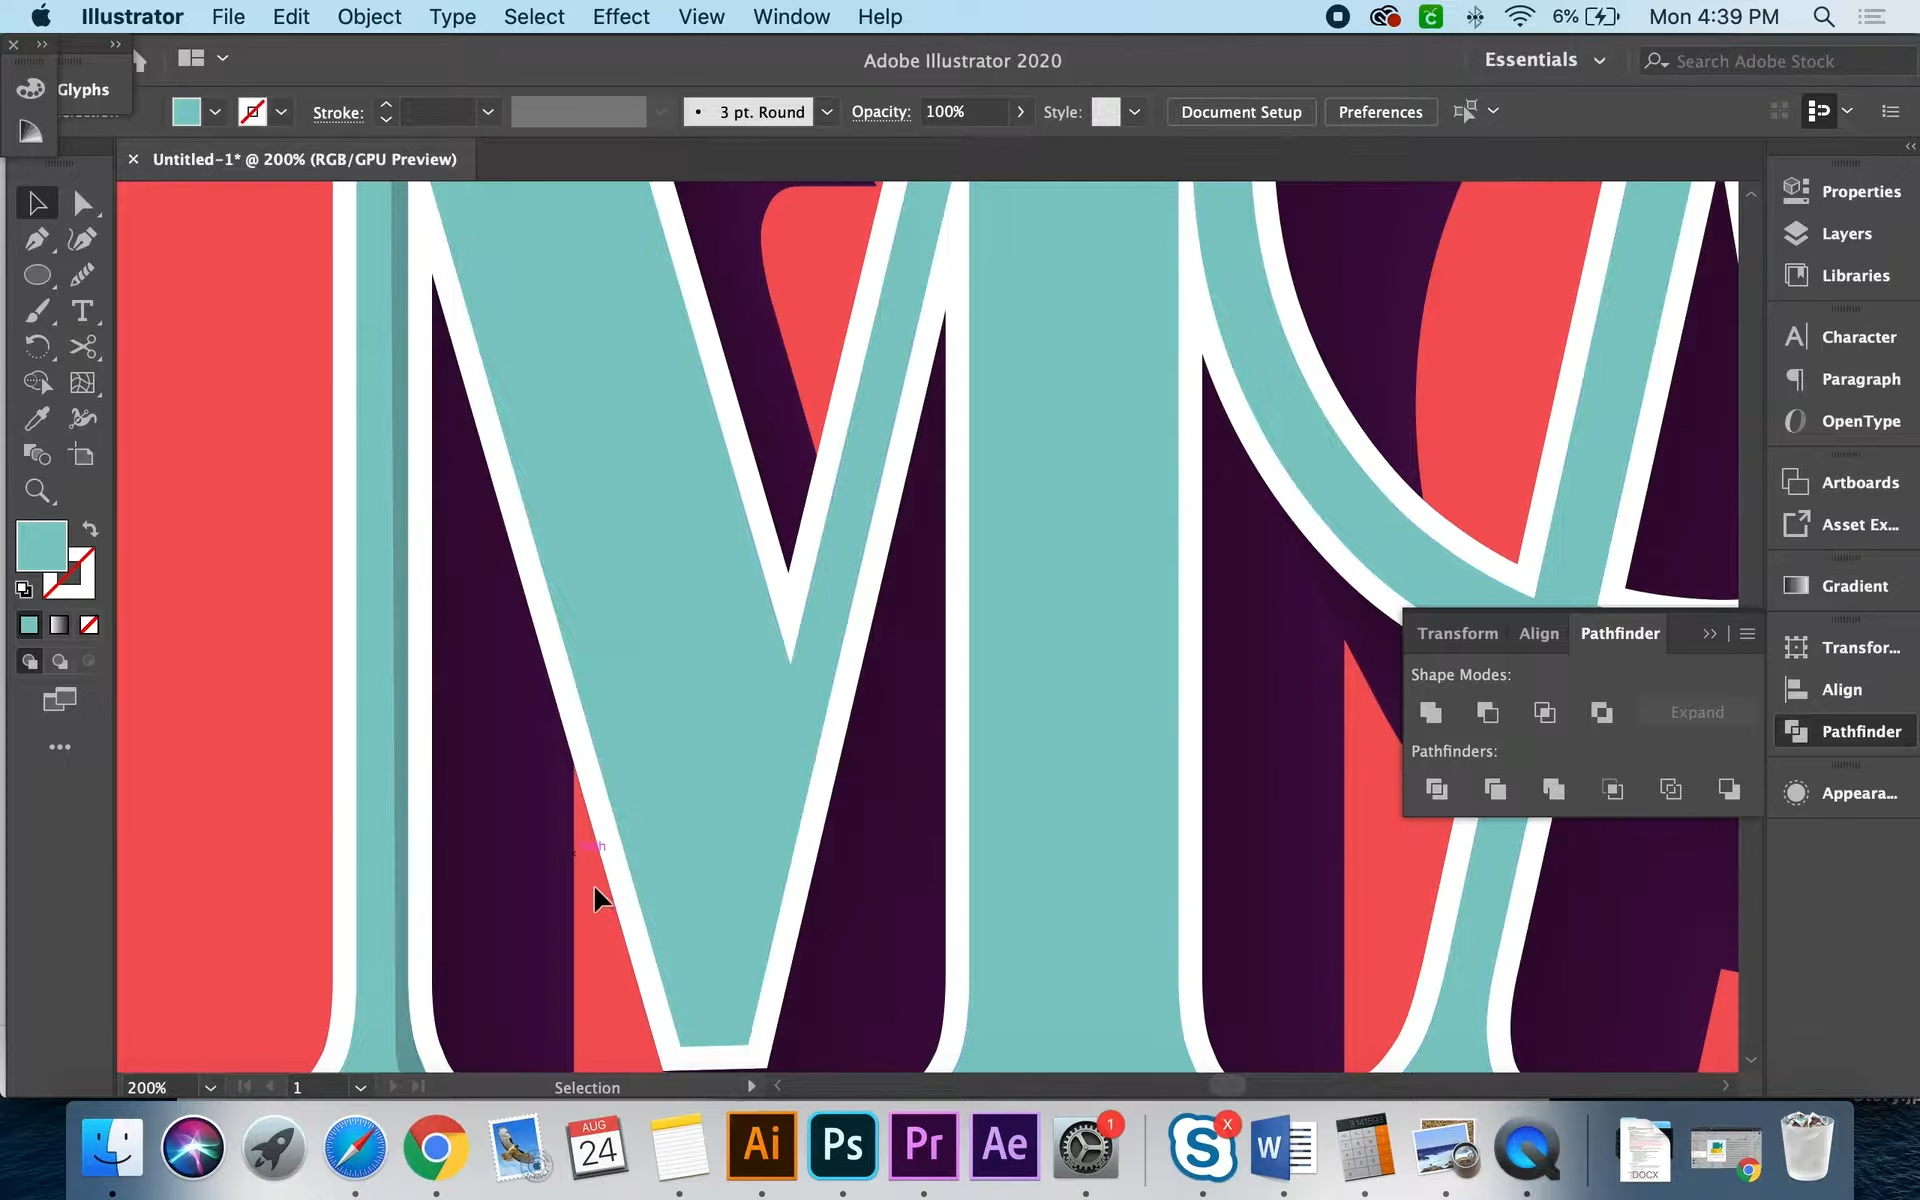 Illustrator File Edit Object Type Select Effect View Window Help 6% Mon 4:39 PM
Adobe Illustrator 2020 Essentials Search Adobe Stock
Glyphs
Stroke: 3 pt. Round Opacity: 100% Style: Document Setup Preferences
Untitled-1* @ 200% (RGB/GPU Preview)
Properties
Layers
Libraries
Character
Paragraph
OpenType
Artboards
Asset Ex...
Gradient
Transfor...
Align
Pathfinder
Appeara...
Transform Align Pathfinder
Shape Modes:
Expand
Pathfinders:
200% 1 Selection
AUG
24
Ai Ps Pr Ae 1 X
DOCX